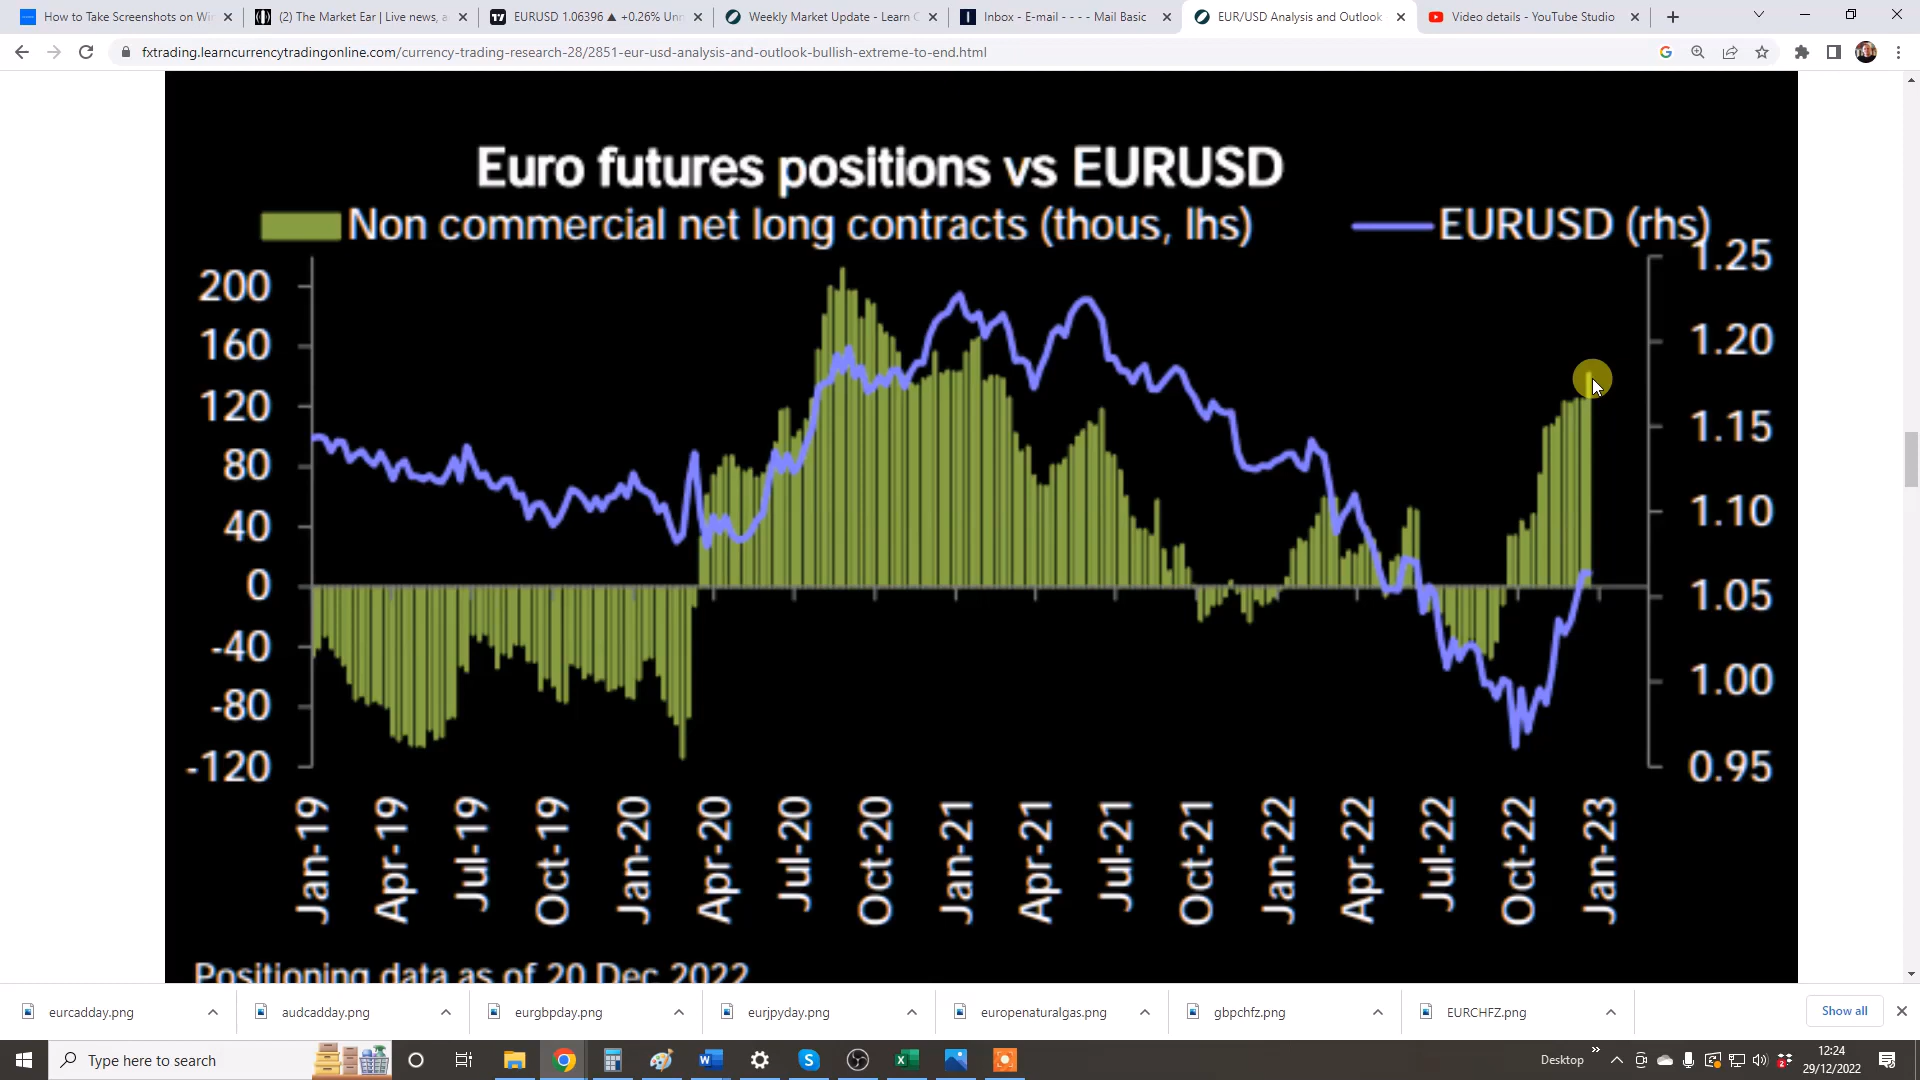 How to Take Screenshots on Wi
(2) The Market Ear | Live news, a
EURUSD 1.06396 ▲ +0.26% Unn
Weekly Market Update - Learn C
Inbox - E-mail - - - - Mail Basic
EUR/USD Analysis and Outlook
Video details - YouTube Studio
fxtrading.learncurrencytradingonline.com/currency-trading-research-28/2851-eur-usd-analysis-and-outlook-bullish-extreme-to-end.html
Euro futures positions vs EURUSD
Non commercial net long contracts (thous, lhs)
EURUSD (rhs)
200
160
120
80
40
0
-40
-80
-120
1.25
1.20
1.15
1.10
1.05
1.00
0.95
Jan-19
Apr-19
Jul-19
Oct-19
Jan-20
Apr-20
Jul-20
Oct-20
Jan-21
Apr-21
Jul-21
Oct-21
Jan-22
Apr-22
Jul-22
Oct-22
Jan-23
Positioning data as of 20 Dec 2022
eurcadday.png
audcadday.png
eurgbpday.png
eurjpyday.png
europenaturalgas.png
gbpchfz.png
EURCHFZ.png
Show all
Type here to search
Desktop
12:24
29/12/2022